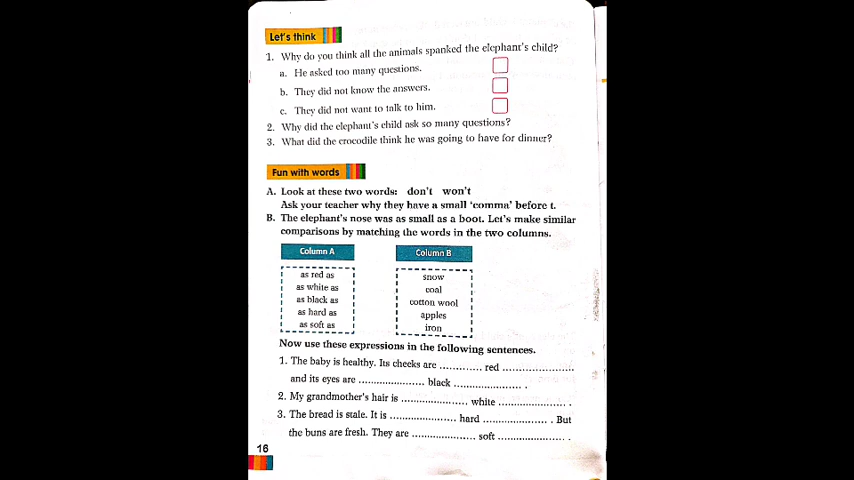 Let's think
1. Why do you think all the animals spanked the elephant's child?
a. He asked too many questions.
b. They did not know the answers.
c. They did not want to talk to him.
2. Why did the elephant's child ask so many questions?
3. What did the crocodile think he was going to have for dinner?
Fun with words
A. Look at these two words: don't won't
Ask your teacher why they have a small 'comma' before t.
B. The elephant's nose was as small as a boot. Let's make similar
comparisons by matching the words in the two columns.
Column A
as red as
as white as
as black as
as hard as
as soft as
Column B
snow
coal
cotton wool
apples
iron
Now use these expressions in the following sentences.
1. The baby is healthy. Its cheeks are ............. red ......................
and its eyes are ..................... black ..................... .
2. My grandmother's hair is ..................... white ..................... .
3. The bread is stale. It is ..................... hard ..................... . But
the buns are fresh. They are ..................... soft ..................... .
16